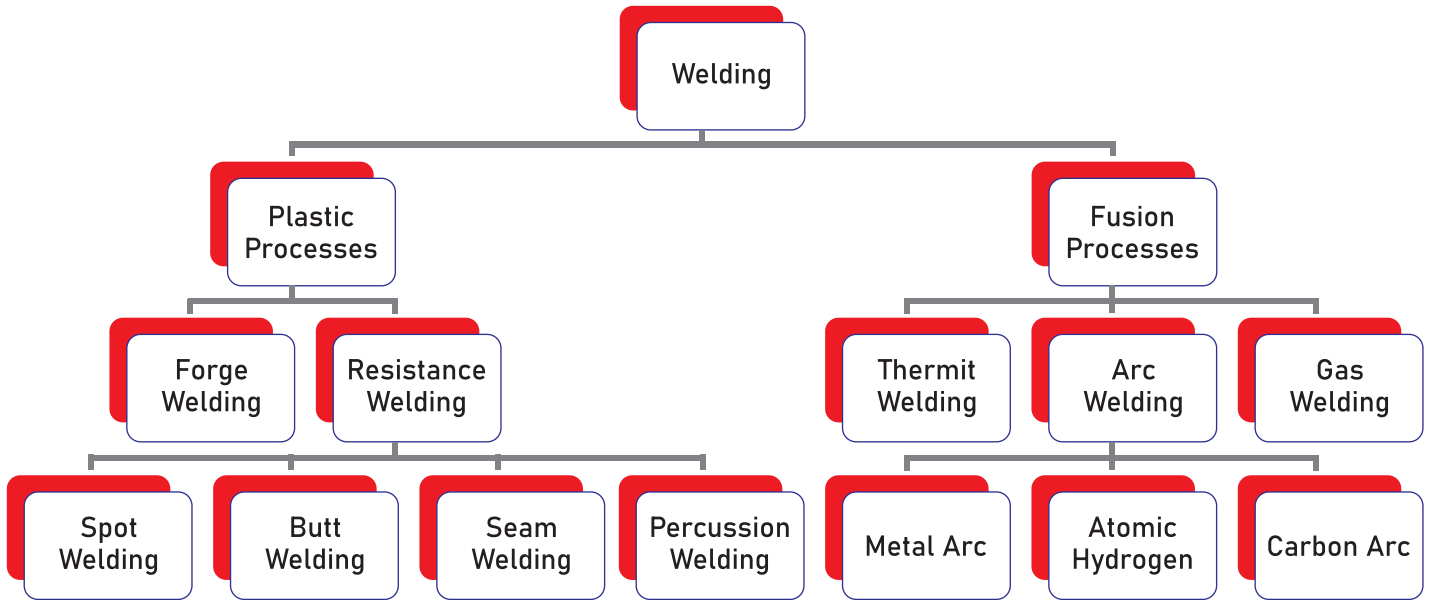 Welding
Plastic
Processes
Fusion
Processes
Forge
Welding
Resistance
Welding
Thermit
Welding
Arc
Welding
Gas
Welding
Spot
Welding
Butt
Welding
Seam
Welding
Percussion
Welding
Metal Arc
Atomic
Hydrogen
Carbon Arc